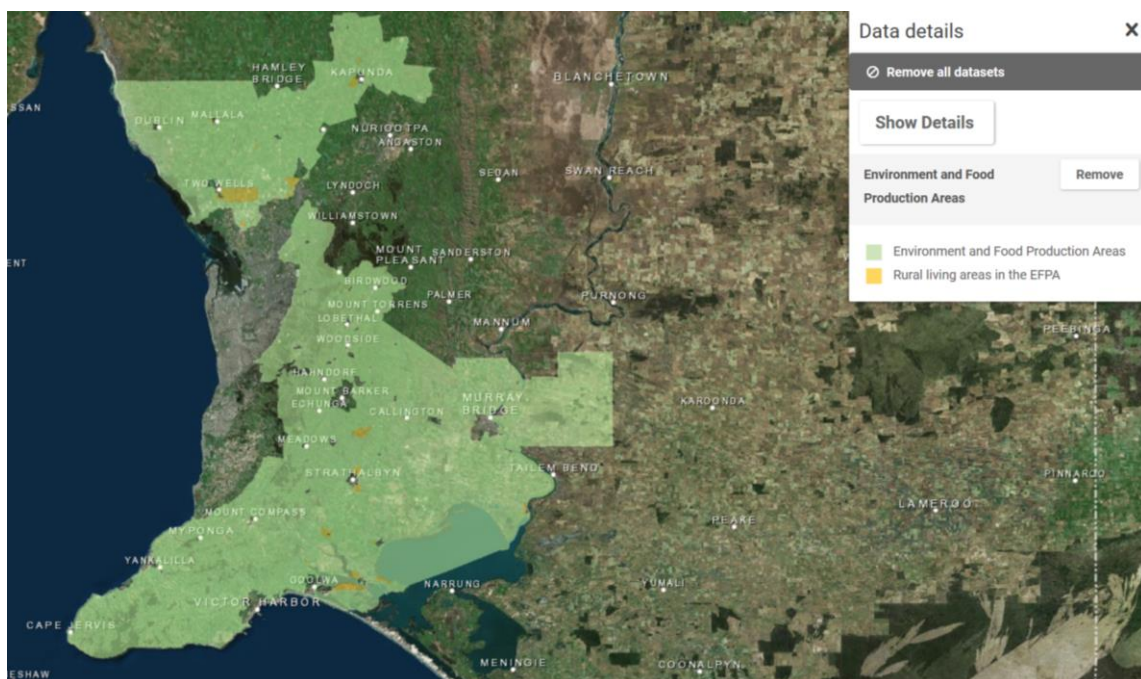 Data details
Remove all datasets
Show Details
Environment and Food
Production Areas
Remove
Environment and Food Production Areas
Rural living areas in the EFPA
SSAN
ENT
ESHAW
HAMLEY
BRIDGE
KAPUNDA
BLANCHETOWN
DUBLIN
MALLALA
NURIOOTPA
ANGASTON
TWO WELLS
LYNDOCH
SEDAN
SWAN REACH
WILLIAMSTOWN
MOUNT
PLEASANT
SANDERSTON
BIRDWOOD
MOUNT TORRENS
PALMER
PURNONG
LOBETHAL
MANNUM
WOODSIDE
PEEBINGA
HAHNDORF
MOUNT BARKER
ECHUNGA
CALLINGTON
MURRAY
BRIDGE
KAROONDA
MEADOWS
STRATHALBYN
TAILEM BEND
PINNAROO
LAMEROO
MOUNT COMPASS
MYPONGA
PEAKE
YANKALILLA
GOOLWA
NARRUNG
YUMALI
VICTOR HARBOR
CAPE JERVIS
MENINGIE
COONALPYN